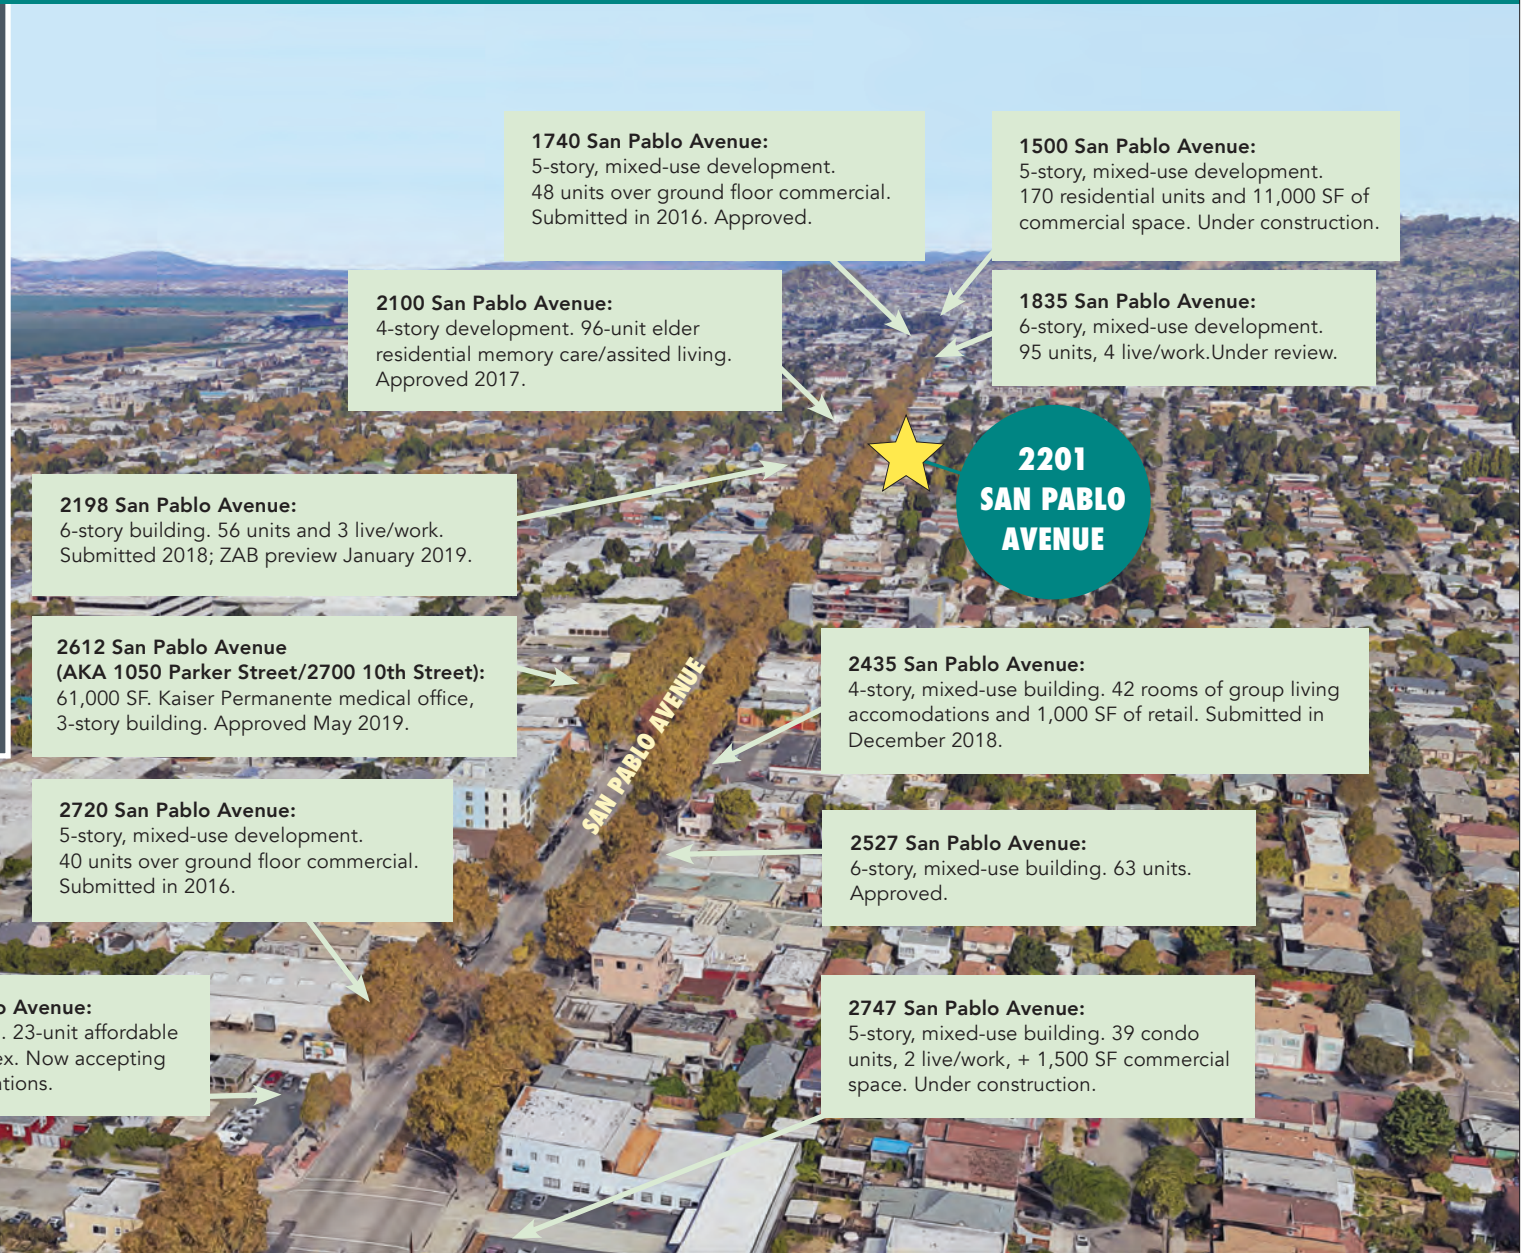 1740 San Pablo Avenue:
5-story, mixed-use development.
48 units over ground floor commercial.
Submitted in 2016. Approved.
1500 San Pablo Avenue:
5-story, mixed-use development.
170 residential units and 11,000 SF of
commercial space. Under construction.
2100 San Pablo Avenue:
4-story development. 96-unit elder
residential memory care/assited living.
Approved 2017.
1835 San Pablo Avenue:
6-story, mixed-use development.
95 units, 4 live/work.Under review.
2201
SAN PABLO
AVENUE
2198 San Pablo Avenue:
6-story building. 56 units and 3 live/work.
Submitted 2018; ZAB preview January 2019.
2612 San Pablo Avenue
(AKA 1050 Parker Street/2700 10th Street):
61,000 SF. Kaiser Permanente medical office,
3-story building. Approved May 2019.
SAN PABLO AVENUE
2435 San Pablo Avenue:
4-story, mixed-use building. 42 rooms of group living
accomodations and 1,000 SF of retail. Submitted in
December 2018.
2720 San Pablo Avenue:
5-story, mixed-use development.
40 units over ground floor commercial.
Submitted in 2016.
2527 San Pablo Avenue:
6-story, mixed-use building. 63 units.
Approved.
Avenue:
. 23-unit affordable
ex. Now accepting
ations.
2747 San Pablo Avenue:
5-story, mixed-use building. 39 condo
units, 2 live/work, + 1,500 SF commercial
space. Under construction.